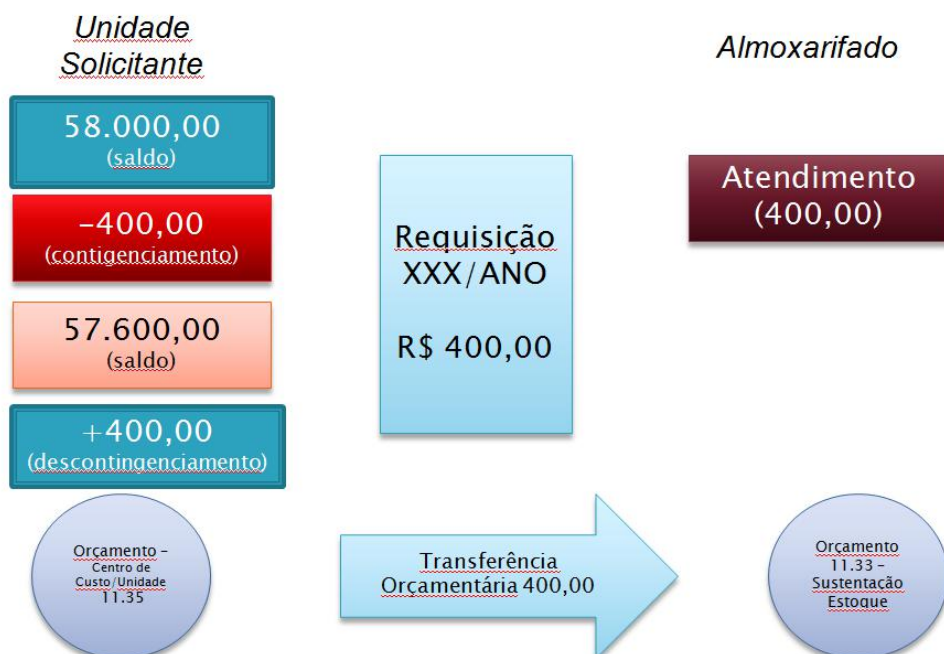 Unidade
Solicitante
58.000,00
(saldo)
-400,00
(contigenciamento)
57.600,00
(saldo)
+400,00
(descontingenciamento)
Orçamento –
Centro de
Custo/Unidade
11.35
Requisição
XXX/ANO
R$ 400,00
Transferência
Orçamentária 400,00
Almoxarifado
Atendimento
(400,00)
Orçamento
11.33 –
Sustentação
Estoque